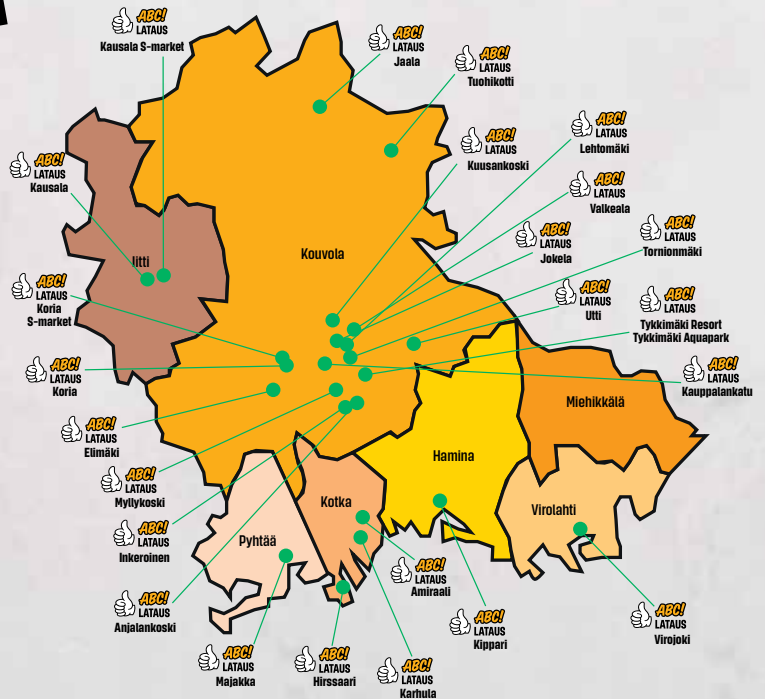 ABC!
LATAUS
Kausala S-market
ABC!
LATAUS
Jaala
ABC!
LATAUS
Tuohikotti
ABC!
LATAUS
Kuusankoski
ABC!
LATAUS
Lehtomäki
ABC!
LATAUS
Kausala
ABC!
LATAUS
Valkeala
ABC!
LATAUS
Jokela
ABC!
LATAUS
Tornionmäki
Iitti
Kouvola
ABC!
LATAUS
Koria
S-market
ABC!
LATAUS
Utti
ABC!
LATAUS
Tykkimäki Resort
Tykkimäki Aquapark
ABC!
LATAUS
Koria
ABC!
LATAUS
Kauppalankatu
Miehikkälä
ABC!
LATAUS
Elimäki
Hamina
ABC!
LATAUS
Myllykoski
Kotka
Virolahti
ABC!
LATAUS
Inkeroinen
Pyhtää
ABC!
LATAUS
Amiraali
ABC!
LATAUS
Anjalankoski
ABC!
LATAUS
Kippari
ABC!
LATAUS
Virojoki
ABC!
LATAUS
Majakka
ABC!
LATAUS
Hirssaari
ABC!
LATAUS
Karhula